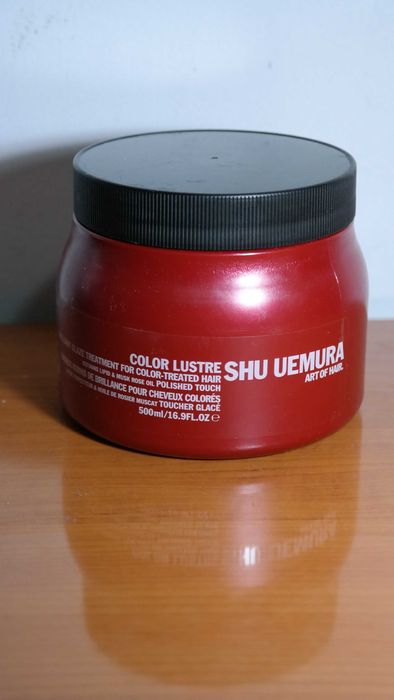 COLOR LUSTRE
GLAZE TREATMENT FOR COLOR-TREATED HAIR
LIPID & MUSK ROSE OIL POLISHED TOUCH
DE BRILLANCE POUR CHEVEUX COLORÉS
& HUILE DE ROSIER MUSCAT TOUCHER GLACÉ
500ml/16.9FL.OZ ℮
SHU UEMURA
ART OF HAIR